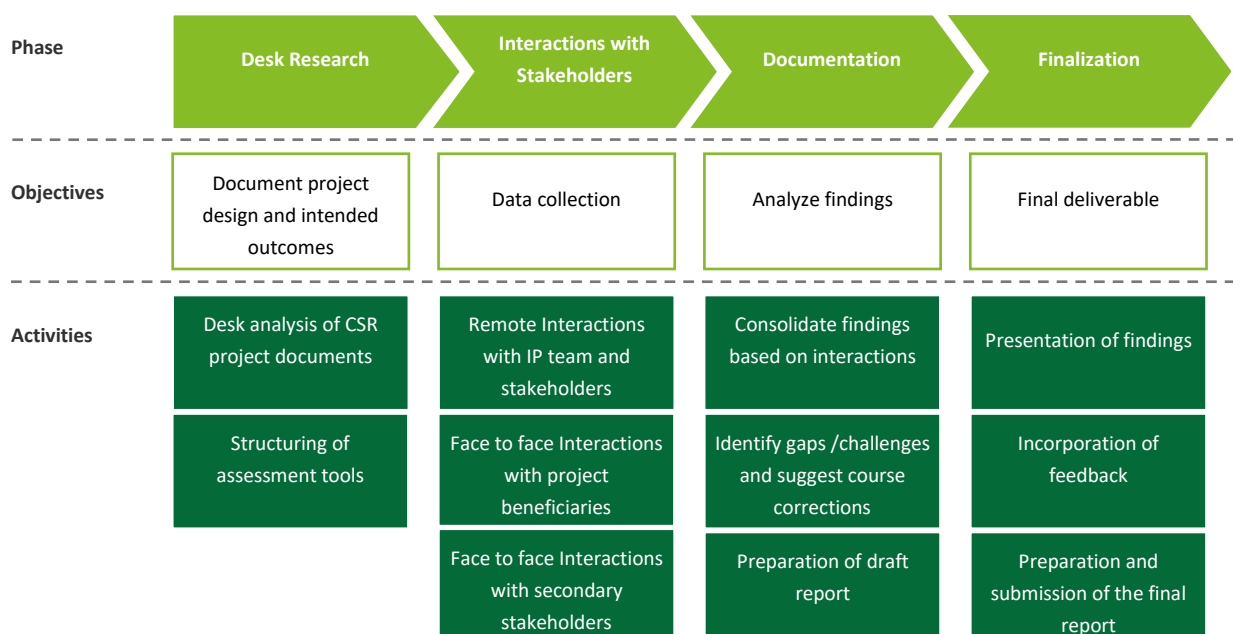 Phase
Desk Research
Interactions with
Stakeholders
Documentation
Finalization
Objectives
Document project
design and intended
outcomes
Data collection
Analyze findings
Final deliverable
Activities
Desk analysis of CSR
project documents
Remote Interactions
with IP team and
stakeholders
Consolidate findings
based on interactions
Presentation of findings
Structuring of
assessment tools
Face to face Interactions
with project
beneficiaries
Identify gaps /challenges
and suggest course
corrections
Incorporation of
feedback
Face to face Interactions
with secondary
stakeholders
Preparation of draft
report
Preparation and
submission of the final
report